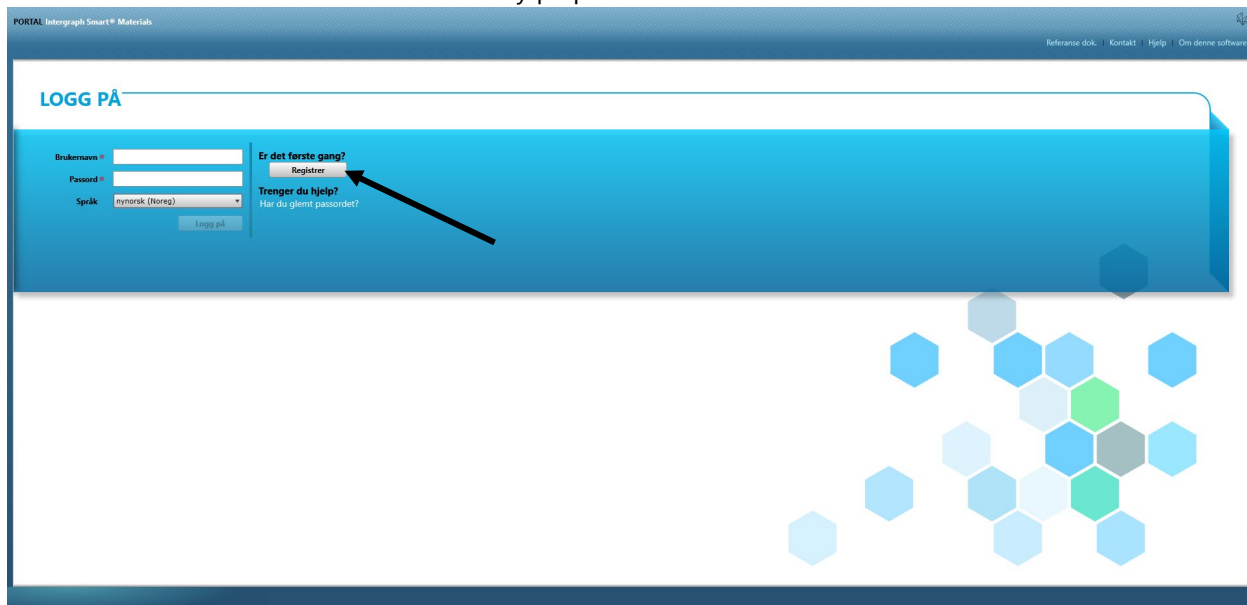 PORTAL Intergraph Smart® Materials
Referanse dok. | Kontakt | Hjelp | Om denne software
LOGG PÅ
Brukernavn *
Passord *
Språk nynorsk (Noreg)
Logg på
Er det første gang?
Registrer
Trenger du hjelp?
Har du glemt passordet?